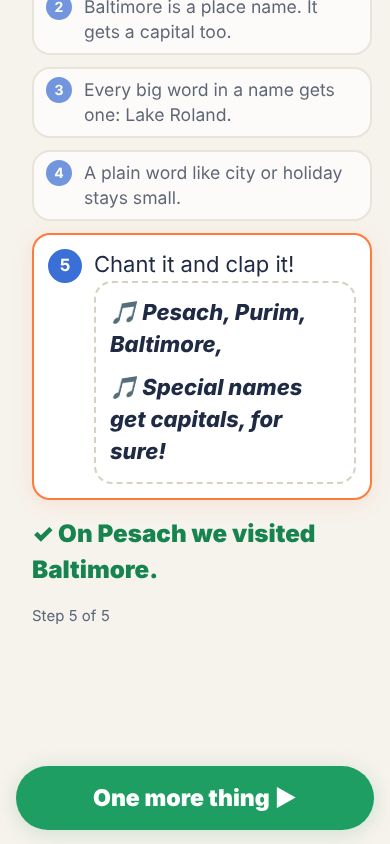 2 Baltimore is a place name. It
gets a capital too.
3 Every big word in a name gets
one: Lake Roland.
4 A plain word like city or holiday
stays small.
5 Chant it and clap it!
🎵 Pesach, Purim,
Baltimore,
🎵 Special names
get capitals, for
sure!
✓ On Pesach we visited
Baltimore.
Step 5 of 5
One more thing ▶